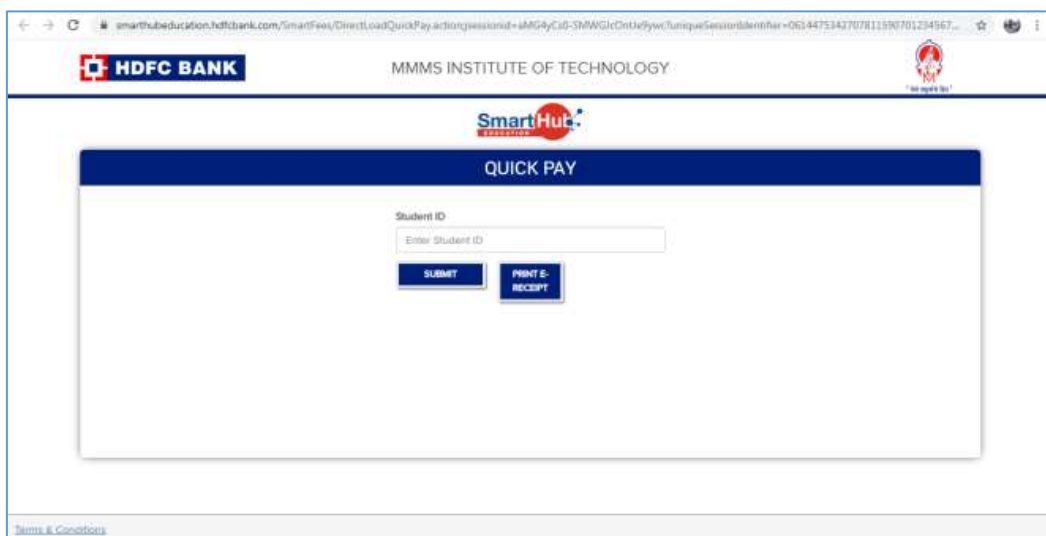 HDFC BANK
MMMS INSTITUTE OF TECHNOLOGY
SmartHub
EDUCATION
QUICK PAY
Student ID
Enter Student ID
SUBMIT
PRINT E-
RECEIPT
Terms & Conditions